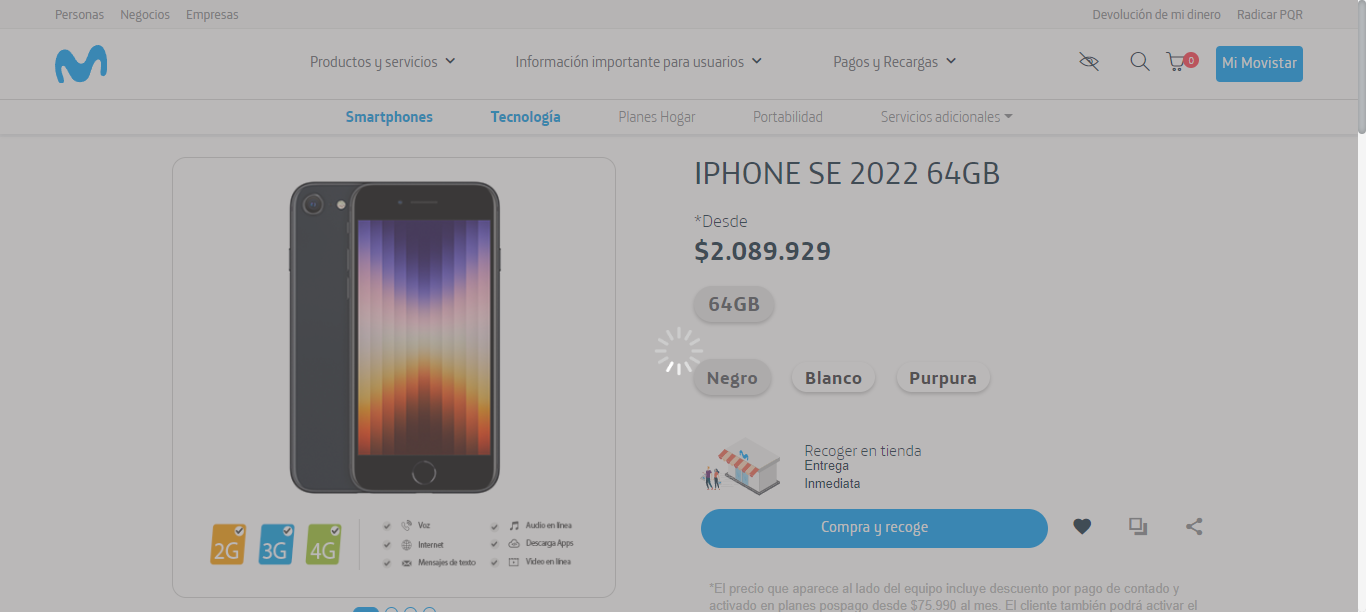 Personas Negocios Empresas Devolución de mi dinero Radicar PQR
Productos y servicios Información importante para usuarios Pagos y Recargas 0 Mi Movistar
Smartphones Tecnología Planes Hogar Portabilidad Servicios adicionales
IPHONE SE 2022 64GB
*Desde
$2.089.929
64GB
Negro Blanco Purpura
Recoger en tienda
Entrega
Inmediata
Compra y recoge
2G 3G 4G
Voz Audio en línea
Internet Descarga Apps
Mensajes de texto Video en línea
*El precio que aparece al lado del equipo incluye descuento por pago de contado y
activado en planes pospago desde $75.990 al mes. El cliente también podrá activar el